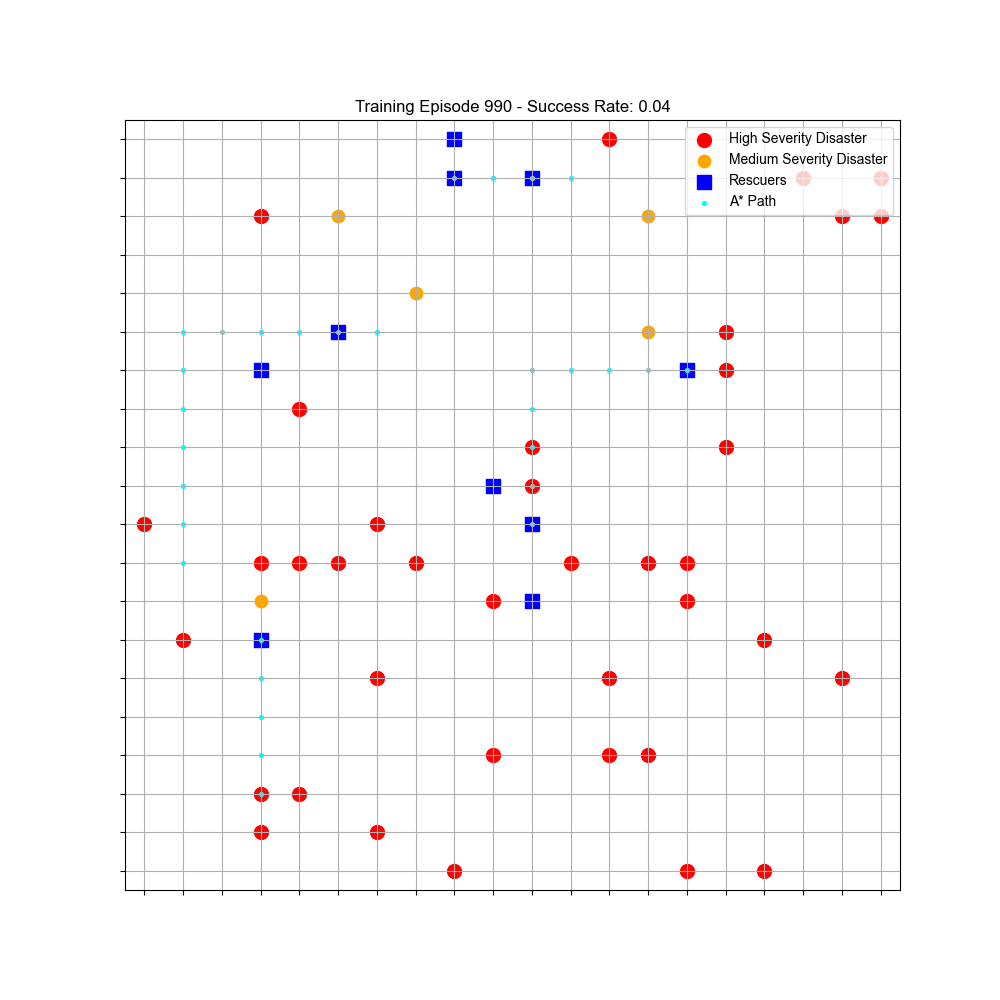 Training Episode 990 - Success Rate: 0.04
High Severity Disaster
Medium Severity Disaster
Rescuers
A* Path